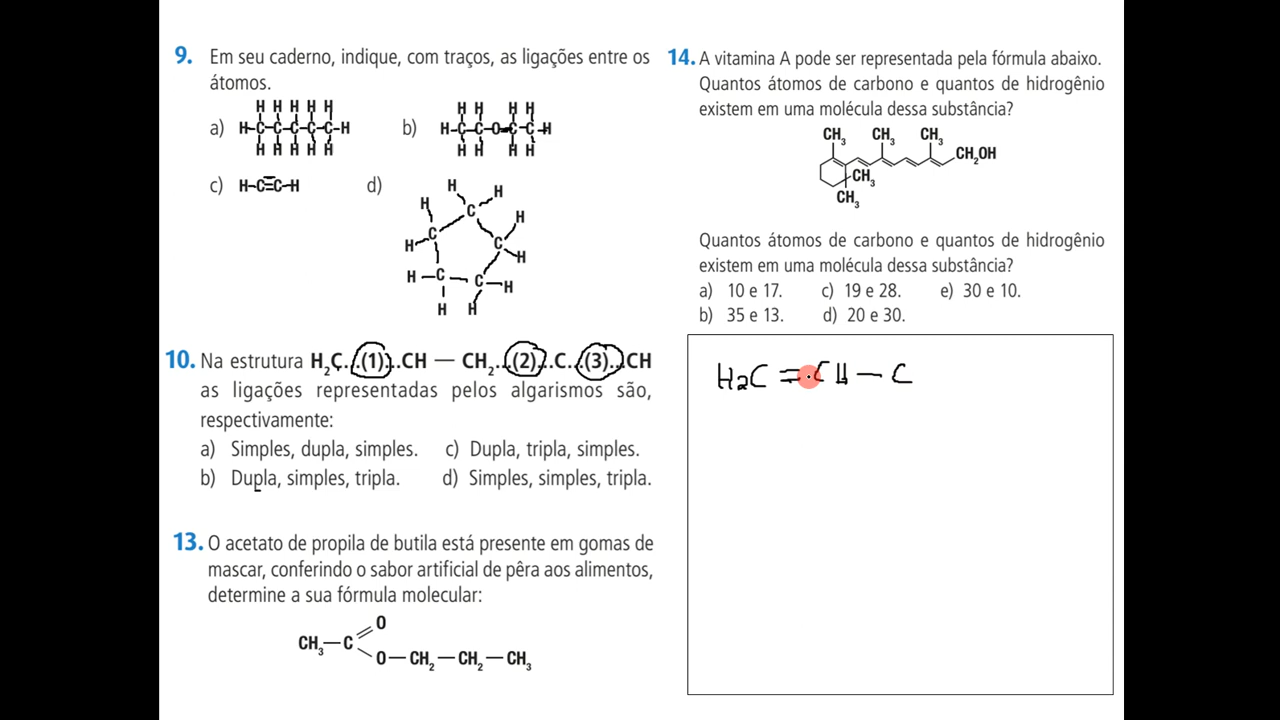 9. Em seu caderno, indique, com traços, as ligações entre os
átomos.
H H H H H
a) H-C-C-C-C-C-H
H H H H H
H H H H
b) H-C-C-O-C-C-H
H H H H
c) H-C≡C-H
d)
H H
H C H
C
H C H
H C C H
H H
10. Na estrutura H₂C...(1)...CH — CH₂...(2)...C...(3)...CH
as ligações representadas pelos algarismos são,
respectivamente:
a) Simples, dupla, simples. c) Dupla, tripla, simples.
b) Dupla, simples, tripla. d) Simples, simples, tripla.
13. O acetato de propila de butila está presente em gomas de
mascar, conferindo o sabor artificial de pêra aos alimentos,
determine a sua fórmula molecular:
O
CH₃—C
O—CH₂—CH₂—CH₃
14. A vitamina A pode ser representada pela fórmula abaixo.
Quantos átomos de carbono e quantos de hidrogênio
existem em uma molécula dessa substância?
CH₃ CH₃ CH₃
CH₂OH
CH₃
CH₃
Quantos átomos de carbono e quantos de hidrogênio
existem em uma molécula dessa substância?
a) 10 e 17. c) 19 e 28. e) 30 e 10.
b) 35 e 13. d) 20 e 30.
H₂C = CH — C